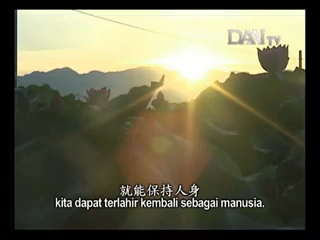 DAAI TV
就能保持人身
kita dapat terlahir kembali sebagai manusia.